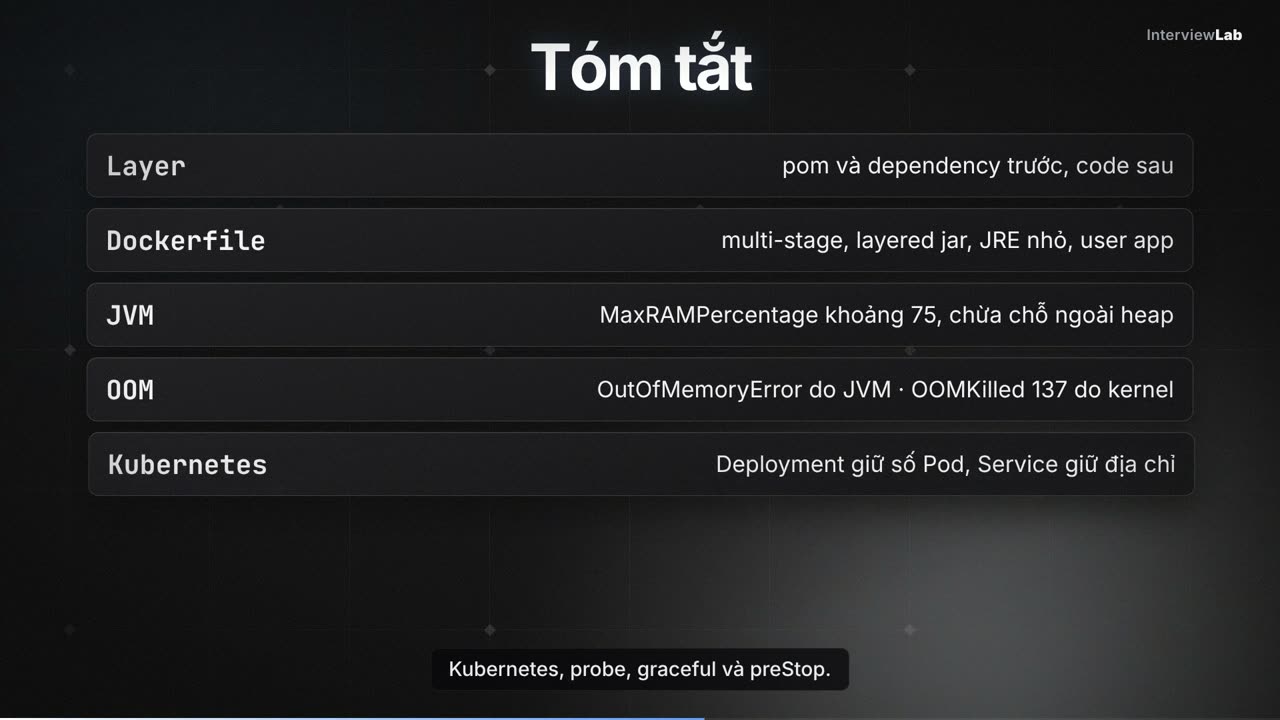 InterviewLab
Tóm tắt
Layer pom và dependency trước, code sau
Dockerfile multi-stage, layered jar, JRE nhỏ, user app
JVM MaxRAMPercentage khoảng 75, chừa chỗ ngoài heap
OOM OutOfMemoryError do JVM · OOMKilled 137 do kernel
Kubernetes Deployment giữ số Pod, Service giữ địa chỉ
Kubernetes, probe, graceful và preStop.